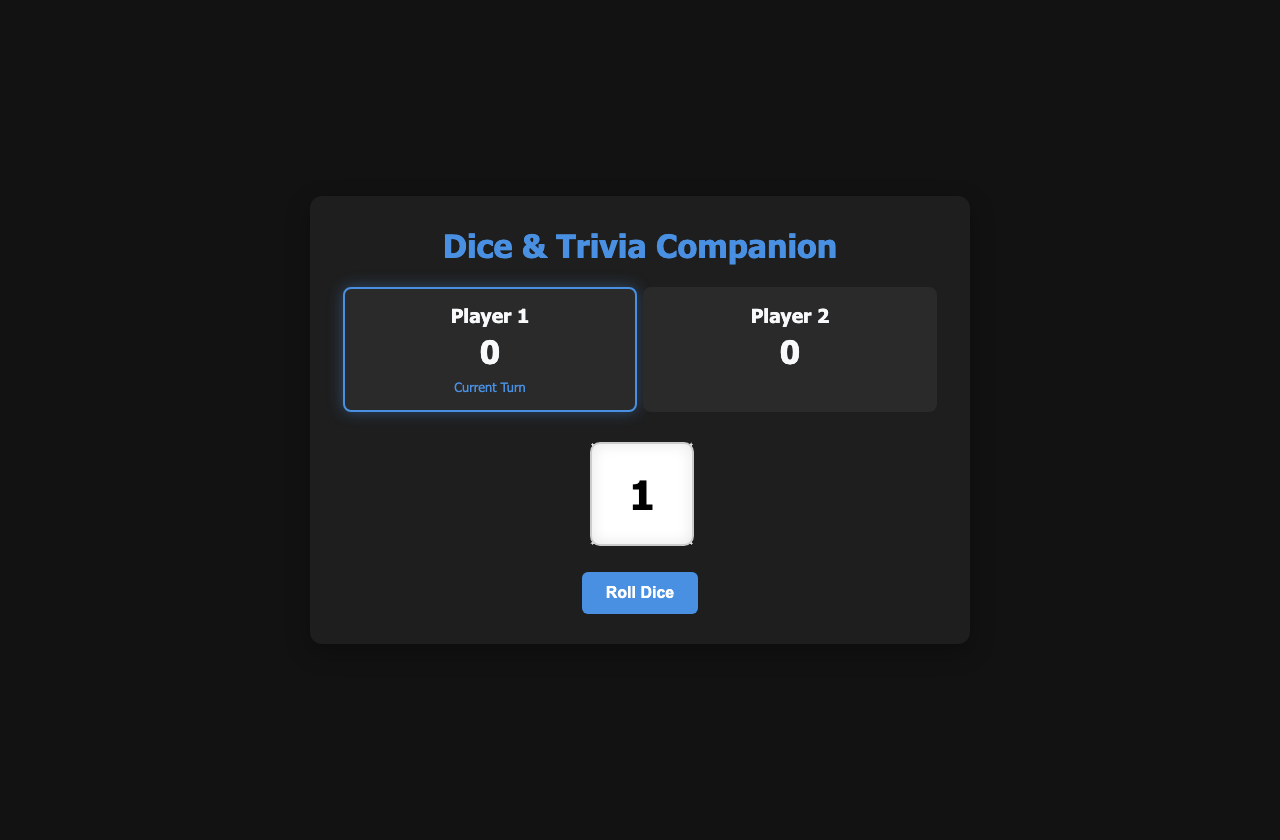 Dice & Trivia Companion
Player 1
0
Current Turn
Player 2
0
1
Roll Dice